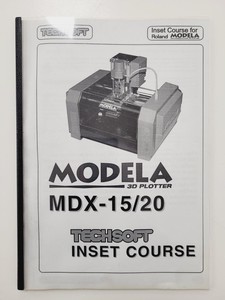 TECHSOFT
Inset Course for
Roland MODELA
MODELA
3D PLOTTER
MDX-15/20
TECHSOFT
INSET COURSE